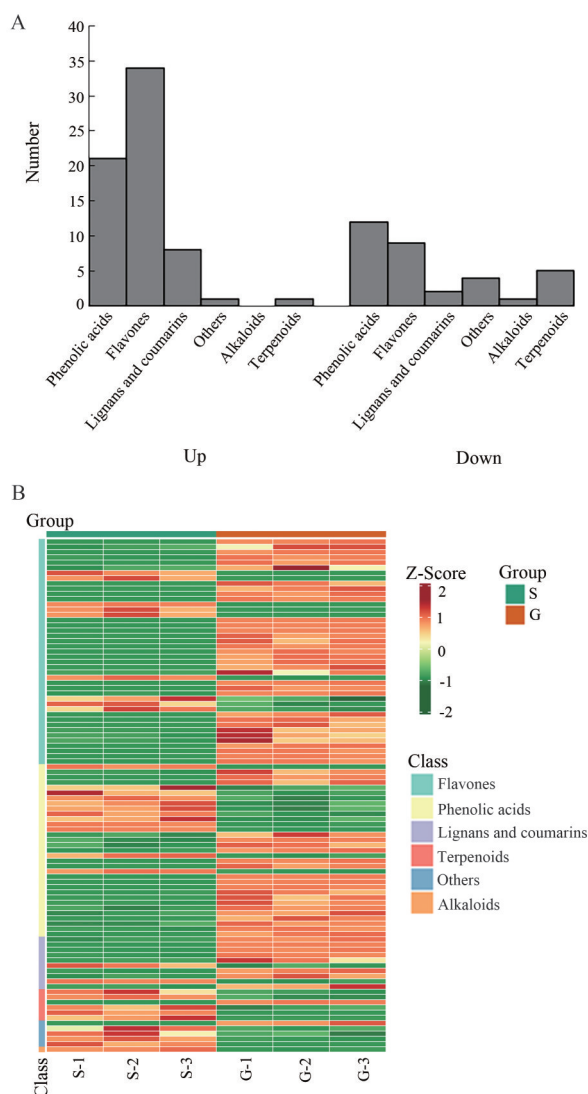 A
40
35
30
25
20
15
10
5
0
Number
Phenolic acids
Flavones
Lignans and coumarins
Others
Alkaloids
Terpenoids
Phenolic acids
Flavones
Lignans and coumarins
Others
Alkaloids
Terpenoids
Up
Down
B
Group
Z-Score
2
1
0
-1
-2
Group
S
G
Class
Flavones
Phenolic acids
Lignans and coumarins
Terpenoids
Others
Alkaloids
Class
S-1
S-2
S-3
G-1
G-2
G-3